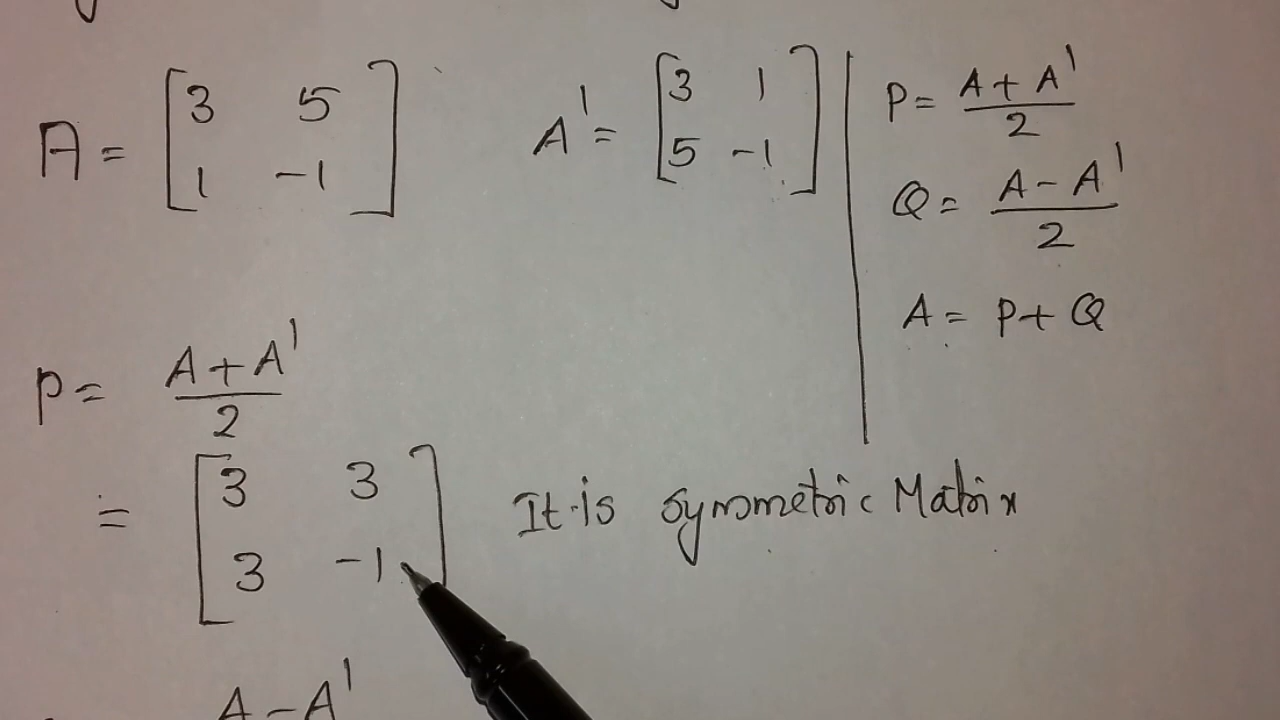 A = [3 5
1 -1]
A' = [3 1
5 -1]
P = A + A'
2
Q = A - A'
2
A = P + Q
P = A + A'
2
= [3 3
3 -1]
It is symmetric Matrix
A - A'